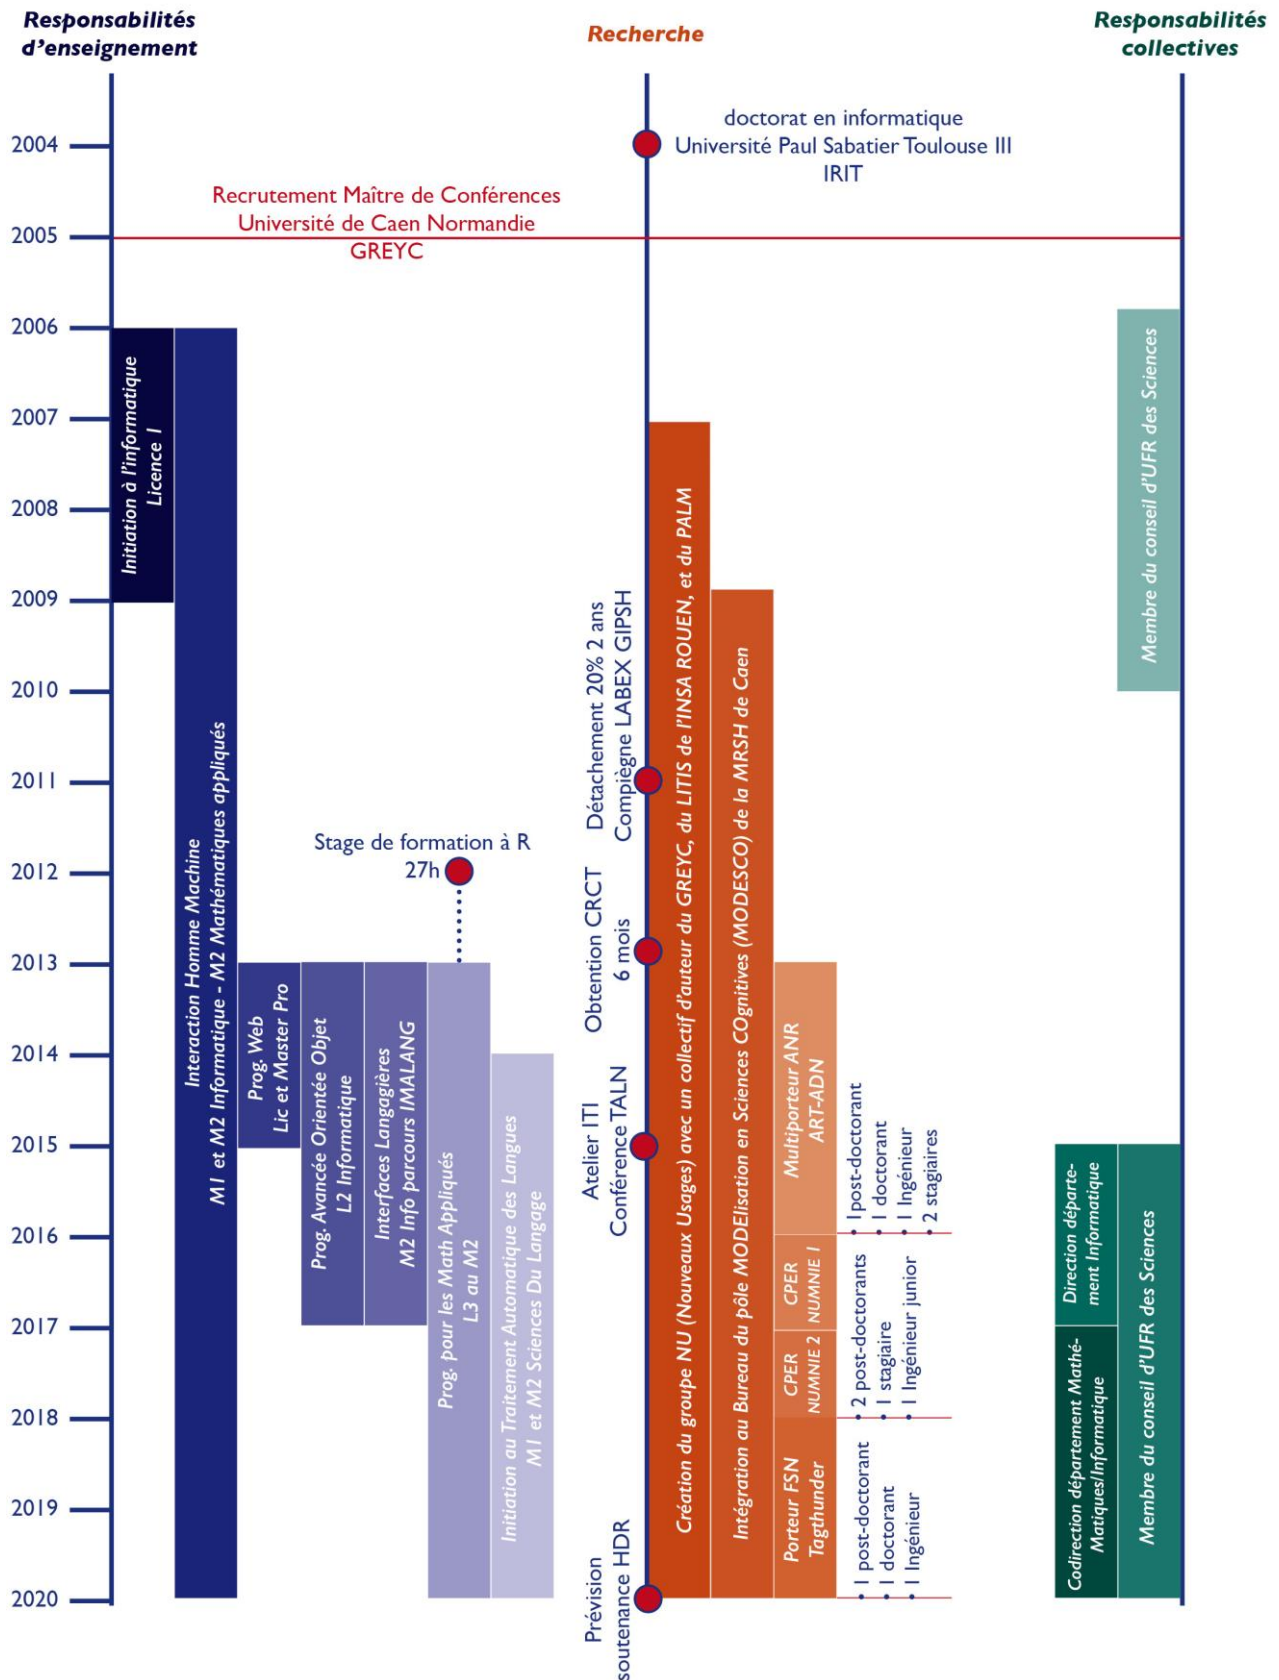 Responsabilités
d'enseignement
Recherche
Responsabilités
collectives
2004
2005
2006
2007
2008
2009
2010
2011
2012
2013
2014
2015
2016
2017
2018
2019
2020
doctorat en informatique
Université Paul Sabatier Toulouse III
IRIT
Recrutement Maître de Conférences
Université de Caen Normandie
GREYC
Initiation à l'informatique
Licence 1
Interaction Homme Machine
M1 et M2 Informatique - M2 Mathématiques appliqués
Prog. Web
Lic et Master Pro
Prog. Avancée Orientée Objet
L2 Informatique
Interfaces Langagières
M2 Info parcours IMALANG
Stage de formation à R
27h
Prog. pour les Math Appliqués
L3 au M2
Initiation au Traitement Automatique des Langues
M1 et M2 Sciences Du Langage
Détachement 20% 2 ans
Compiègne LABEX GIPSH
Obtention CRCT
6 mois
Atelier ITI
Conférence TALN
Prévision
soutenance HDR
Création du groupe NU (Nouveaux Usages) avec un collectif d'auteur du GREYC, du LITIS de l'INSA ROUEN, et du PALM
Intégration au Bureau du pôle MODElisation en Sciences COgnitives (MODESCO) de la MRSH de Caen
Multiporteur ANR
ART-ADN
CPER
NUMNIE 1
CPER
NUMNIE 2
Porteur FSN
Tagthunder
• 1post-doctorant
• 1 doctorant
• 1 Ingénieur
• 2 stagiaires
• 2 post-doctorants
• 1 stagiaire
• 1 Ingénieur junior
• 1 post-doctorant
• 1 doctorant
• 1 Ingénieur
Membre du conseil d'UFR des Sciences
Direction départe-
ment Informatique
Codirection département Mathé-
Matiques/Informatique
Membre du conseil d'UFR des Sciences